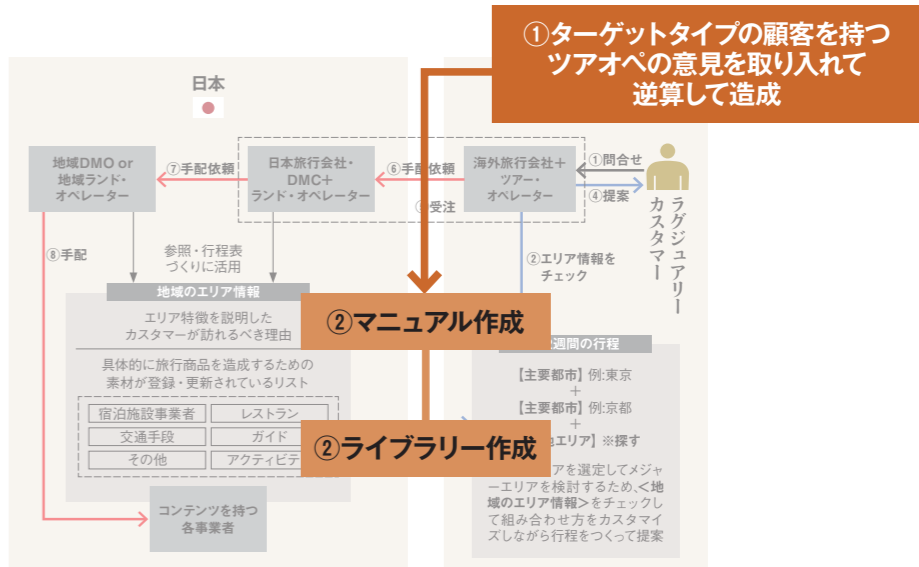 ①ターゲットタイプの顧客を持つ
ツアオペの意見を取り入れて
逆算して造成
日本
地域DMO or
地域ランド・
オペレーター
⑦手配依頼
日本旅行会社・
DMC＋
ランド・オペレーター
⑥手配依頼
海外旅行会社＋
ツアー・
オペレーター
①問合せ
④提案
受注
ラグジュアリー
カスタマー
⑧手配
参照・行程表
づくりに活用
②エリア情報を
チェック
地域のエリア情報
エリア特徴を説明した
カスタマーが訪れるべき理由
②マニュアル作成
週間の行程
具体的に旅行商品を造成するための
素材が登録・更新されているリスト
【主要都市】例:東京
＋
【主要都市】例:京都
＋
エリア】※探す
宿泊施設事業者
レストラン
交通手段
ガイド
その他
アクティビテ
②ライブラリー作成
アを選定してメジャ
ーエリアを検討するため、<地
域のエリア情報>をチェックし
て組み合わせ方をカスタマイ
ズしながら行程をつくって提案
コンテンツを持つ
各事業者